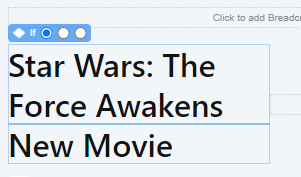 Click to add Breadc
If
Star Wars: The
Force Awakens
New Movie